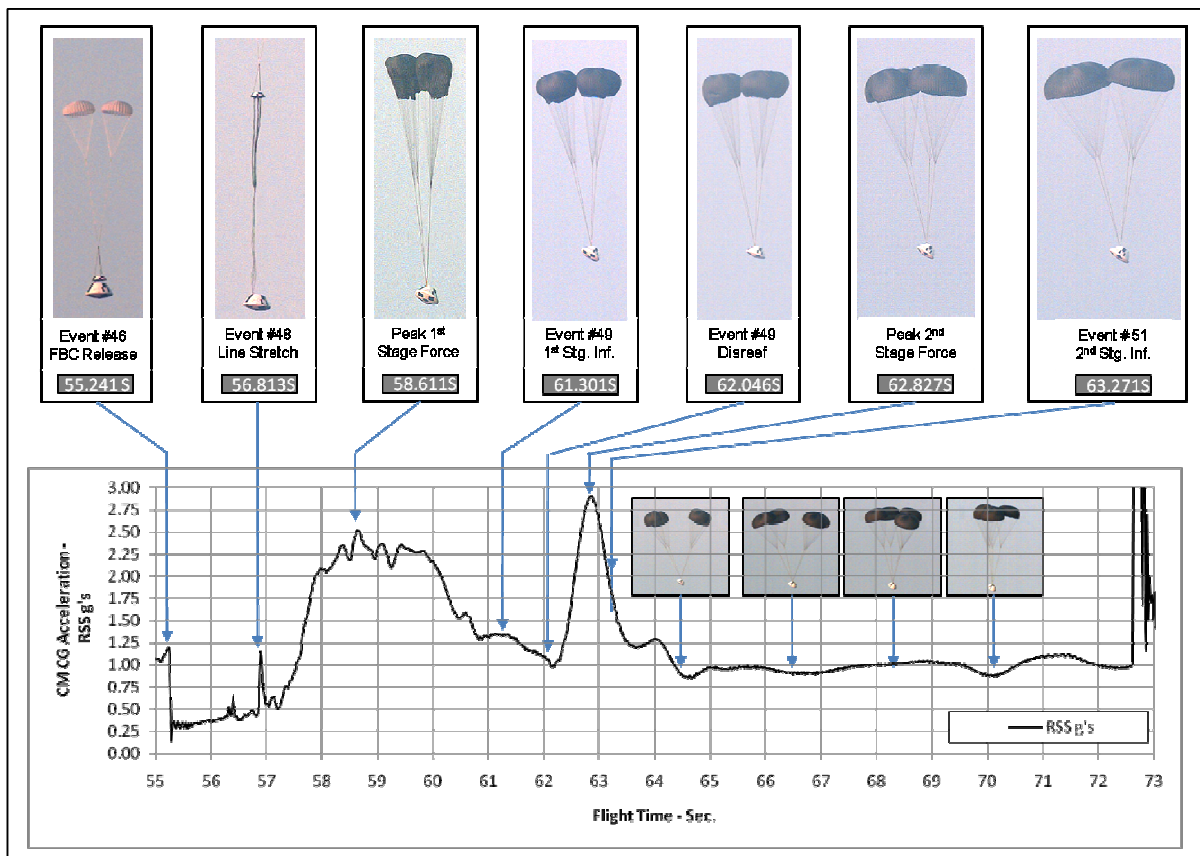 Event #46
FBC Release
55.241S
Event #48
Line Stretch
56.813S
Peak 1st
Stage Force
58.611S
Event #49
1st Stg. Inf.
61.301S
Event #49
Disreef
62.046S
Peak 2nd
Stage Force
62.827S
Event #51
2nd Stg. Inf.
63.271S
CM CG Acceleration -
RSS g's
3.00
2.75
2.50
2.25
2.00
1.75
1.50
1.25
1.00
0.75
0.50
0.25
0.00
RSS g's
55 56 57 58 59 60 61 62 63 64 65 66 67 68 69 70 71 72 73
Flight Time - Sec.